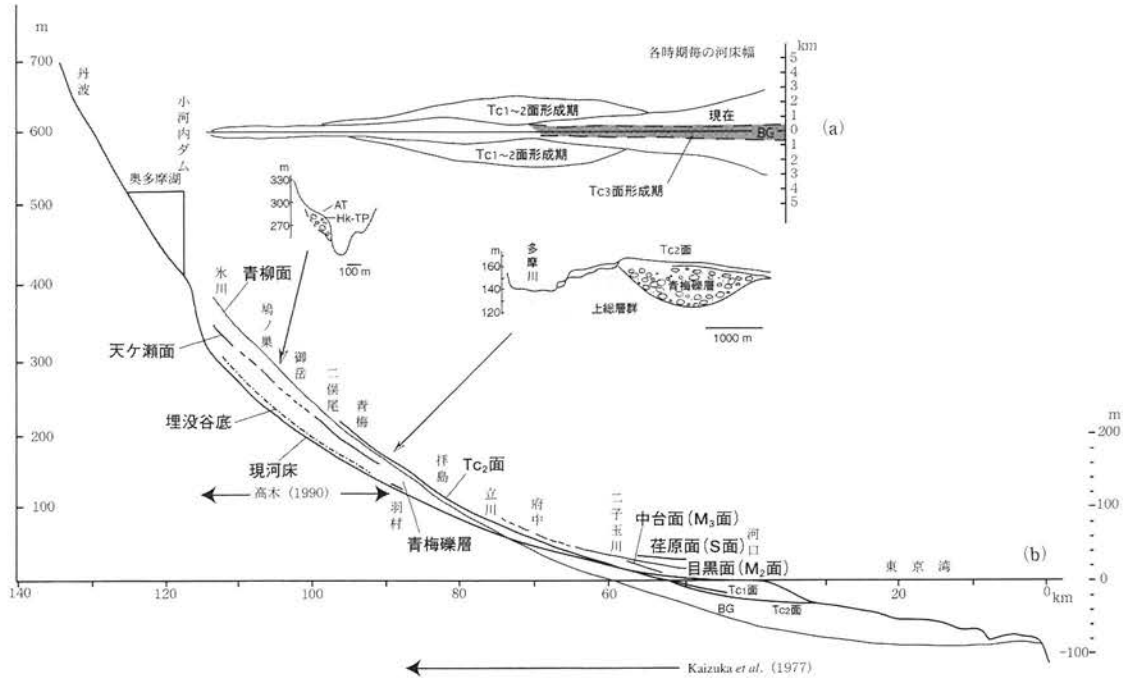 m
700
600
500
400
300
200
100
0
丹波
小河内ダム
奥多摩湖
各時期毎の河床幅
km
5
4
3
2
1
0
1
2
3
4
5
(a)
Tc1~2面形成期
現在
BG
Tc1~2面形成期
Tc3面形成期
m
330
300
270
AT
Hk-TP
100 m
m
160
140
120
多摩川
Tc2面
青梅礫層
上総層群
1000 m
氷川
青柳面
鳩ノ巣
御岳
二俣尾
青梅
天ケ瀬面
埋没谷底
現河床
高木 (1990)
羽村
青梅礫層
拝島
Tc₂面
立川
府中
二子玉川
中台面(M₃面)
荏原面(S面)
目黒面(M₂面)
河口
東京湾
(b)
Tc1面
Tc2面
BG
m
200
100
0
-100
140
120
100
80
60
20
0
km
Kaizuka et al. (1977)